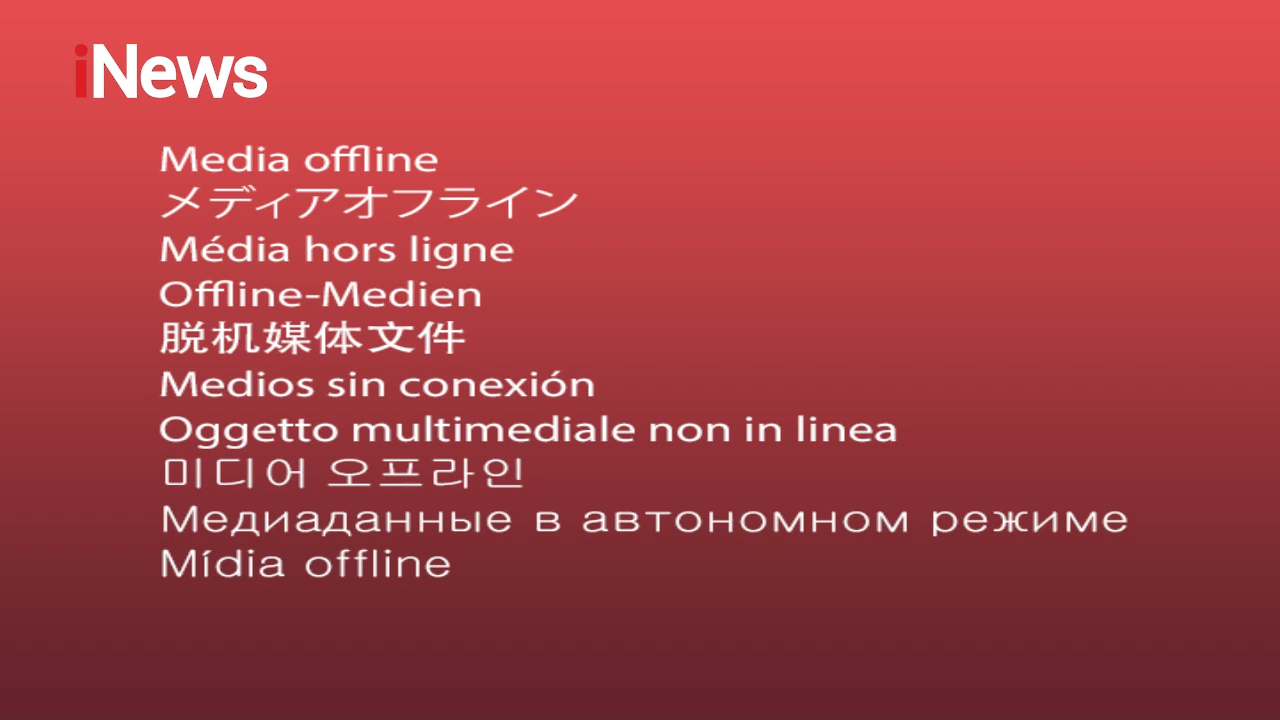 iNews
Media offline
メディアオフライン
Média hors ligne
Offline-Medien
脱机媒体文件
Medios sin conexión
Oggetto multimediale non in linea
미디어 오프라인
Медиаданные в автономном режиме
Mídia offline